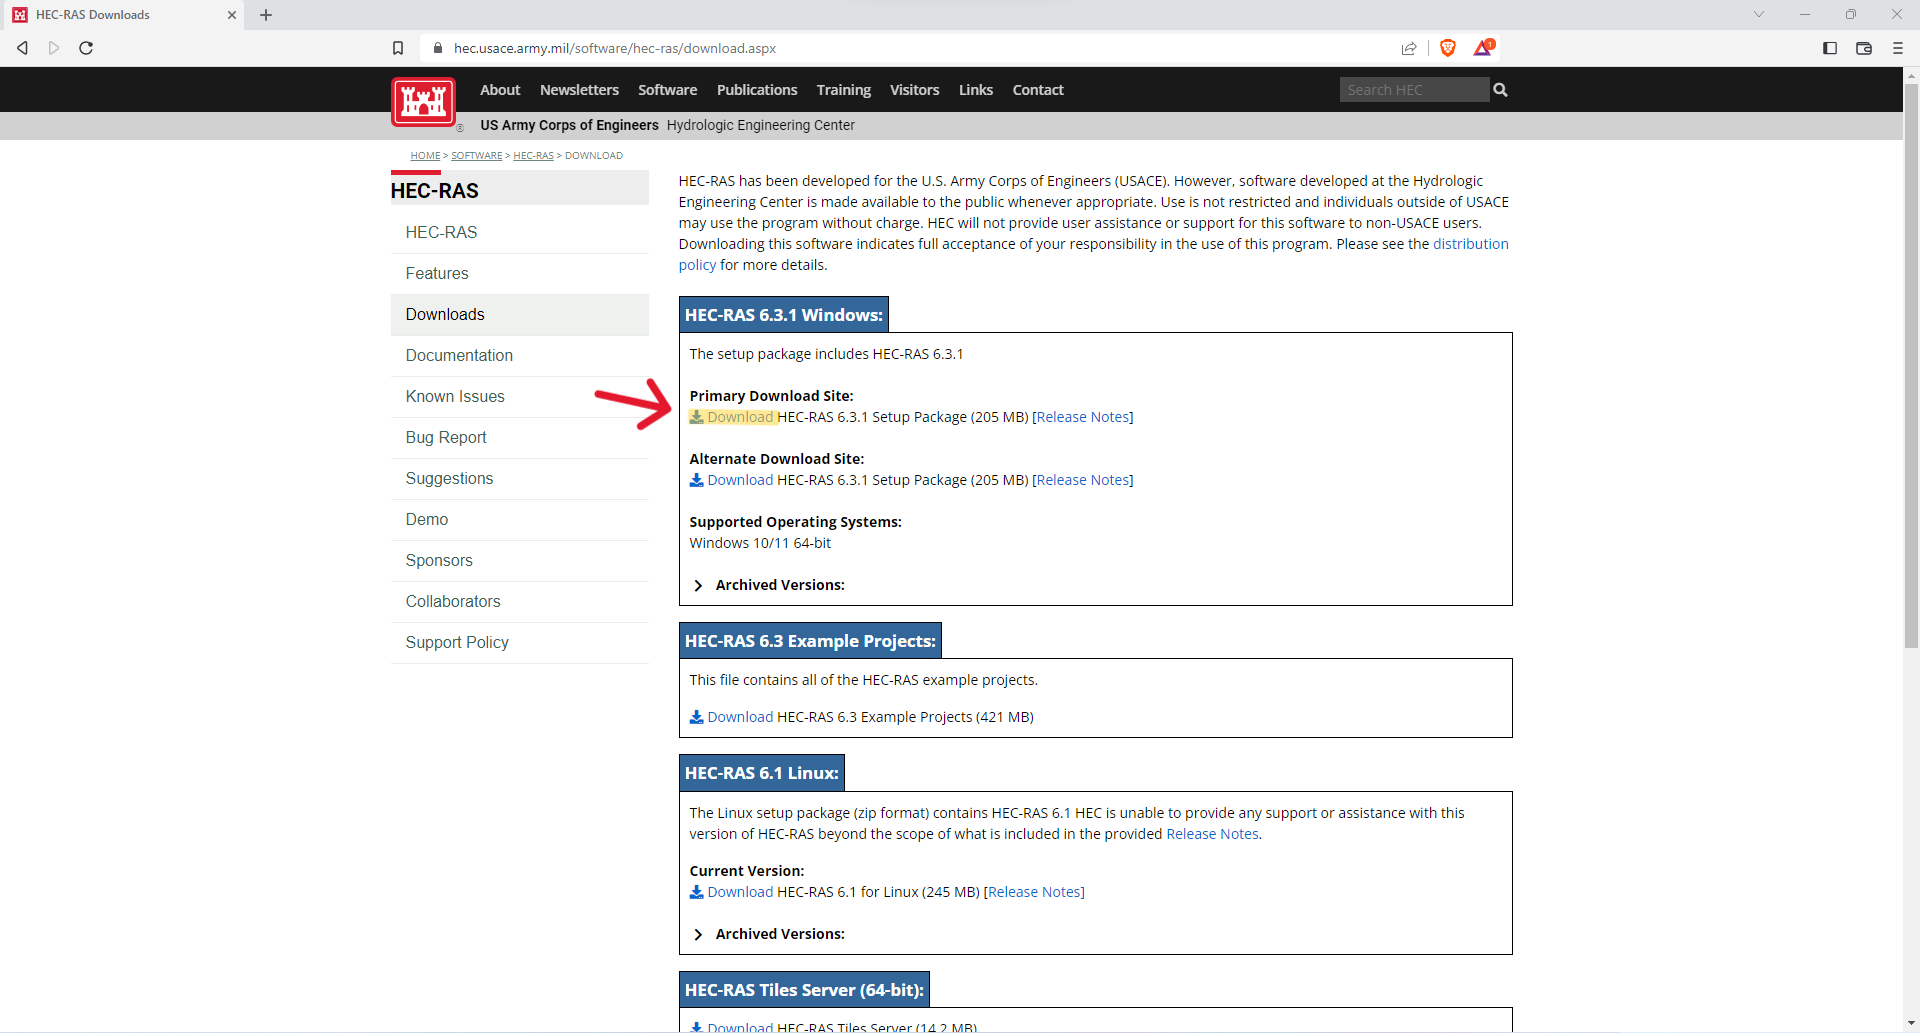 HEC-RAS Downloads
hec.usace.army.mil/software/hec-ras/download.aspx
1
About Newsletters Software Publications Training Visitors Links Contact
Search HEC
®
US Army Corps of Engineers Hydrologic Engineering Center
HOME > SOFTWARE > HEC-RAS > DOWNLOAD
HEC-RAS
HEC-RAS
Features
Downloads
Documentation
Known Issues
Bug Report
Suggestions
Demo
Sponsors
Collaborators
Support Policy
HEC-RAS has been developed for the U.S. Army Corps of Engineers (USACE). However, software developed at the Hydrologic
Engineering Center is made available to the public whenever appropriate. Use is not restricted and individuals outside of USACE
may use the program without charge. HEC will not provide user assistance or support for this software to non-USACE users.
Downloading this software indicates full acceptance of your responsibility in the use of this program. Please see the distribution
policy for more details.
HEC-RAS 6.3.1 Windows:
The setup package includes HEC-RAS 6.3.1
Primary Download Site:
Download HEC-RAS 6.3.1 Setup Package (205 MB) [Release Notes]
Alternate Download Site:
Download HEC-RAS 6.3.1 Setup Package (205 MB) [Release Notes]
Supported Operating Systems:
Windows 10/11 64-bit
Archived Versions:
HEC-RAS 6.3 Example Projects:
This file contains all of the HEC-RAS example projects.
Download HEC-RAS 6.3 Example Projects (421 MB)
HEC-RAS 6.1 Linux:
The Linux setup package (zip format) contains HEC-RAS 6.1 HEC is unable to provide any support or assistance with this
version of HEC-RAS beyond the scope of what is included in the provided Release Notes.
Current Version:
Download HEC-RAS 6.1 for Linux (245 MB) [Release Notes]
Archived Versions:
HEC-RAS Tiles Server (64-bit):
Download HEC-RAS Tiles Server (14.2 MB)